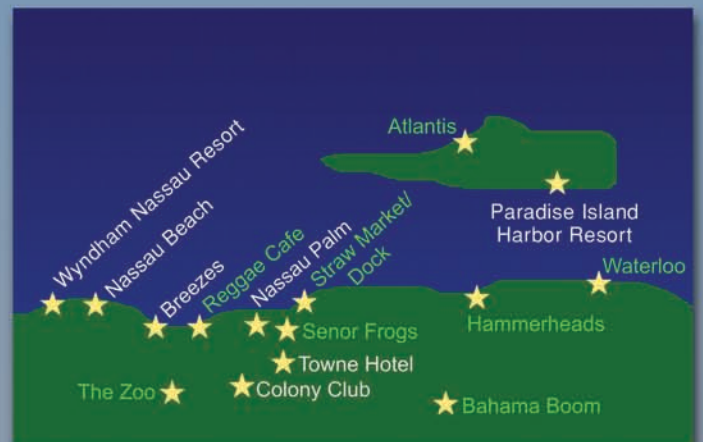 Atlantis
Paradise Island
Harbor Resort
Wyndham Nassau Resort
Nassau Beach
Breezes
Reggae Cafe
Nassau Palm
Straw Market/
Dock
Waterloo
Hammerheads
Senor Frogs
Towne Hotel
The Zoo
Colony Club
Bahama Boom